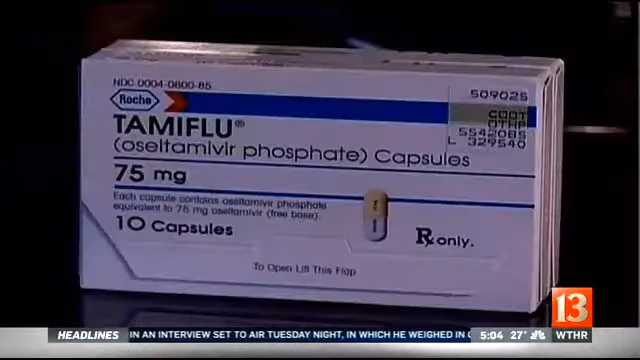 NDC 0004-0800-85
Roche
509025
TAMIFLU®
5542085
L 329540
(oseltamivir phosphate) Capsules
75 mg
Each capsule contains oseltamivir phosphate
equivalent to 75 mg oseltamivir (free base).
10 Capsules
Rx only.
To Open Lift This Flap
13
HEADLINES
IN AN INTERVIEW SET TO AIR TUESDAY NIGHT, IN WHICH HE WEIGHED IN
5:04 27°
WTHR